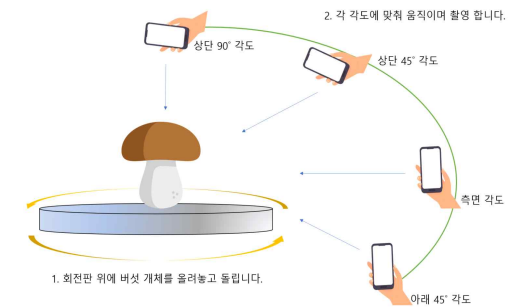 2. 각 각도에 맞춰 움직이며 촬영 합니다.
상단 90˚ 각도
상단 45˚ 각도
측면 각도
1. 회전판 위에 버섯 개체를 올려놓고 돌립니다.
아래 45˚ 각도